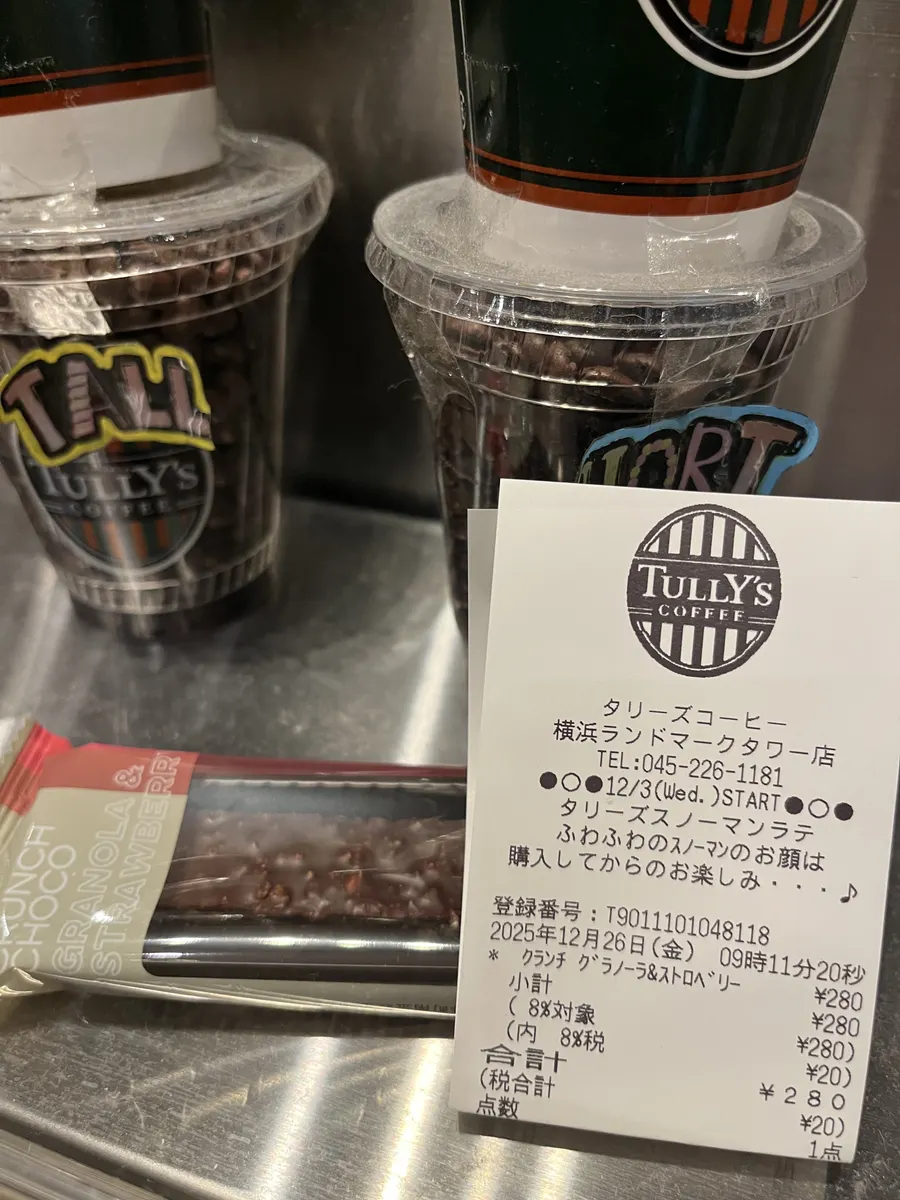 TALL
TULLY'S
COFFEE
CRUNCH
CHOCO
GRANOLA &
STRAWBERRY
TULLY'S
COFFEE
タリーズコーヒー
横浜ランドマークタワー店
TEL:045-226-1181
●○●12/3(Wed.)START●○●
タリーズスノーマンラテ
ふわふわのｽﾉｰﾏﾝのお顔は
購入してからのお楽しみ・・・♪
登録番号：T9011101048118
2025年12月26日(金) 09時11分20秒
* ｸﾗﾝﾁ ｸﾞﾗﾉｰﾗ&ｽﾄﾛﾍﾞﾘｰ
¥280
小計 ¥280
( 8%対象 ¥280)
(内 8%税 ¥20)
合計 ¥280
(税合計 ¥20)
点数 1点